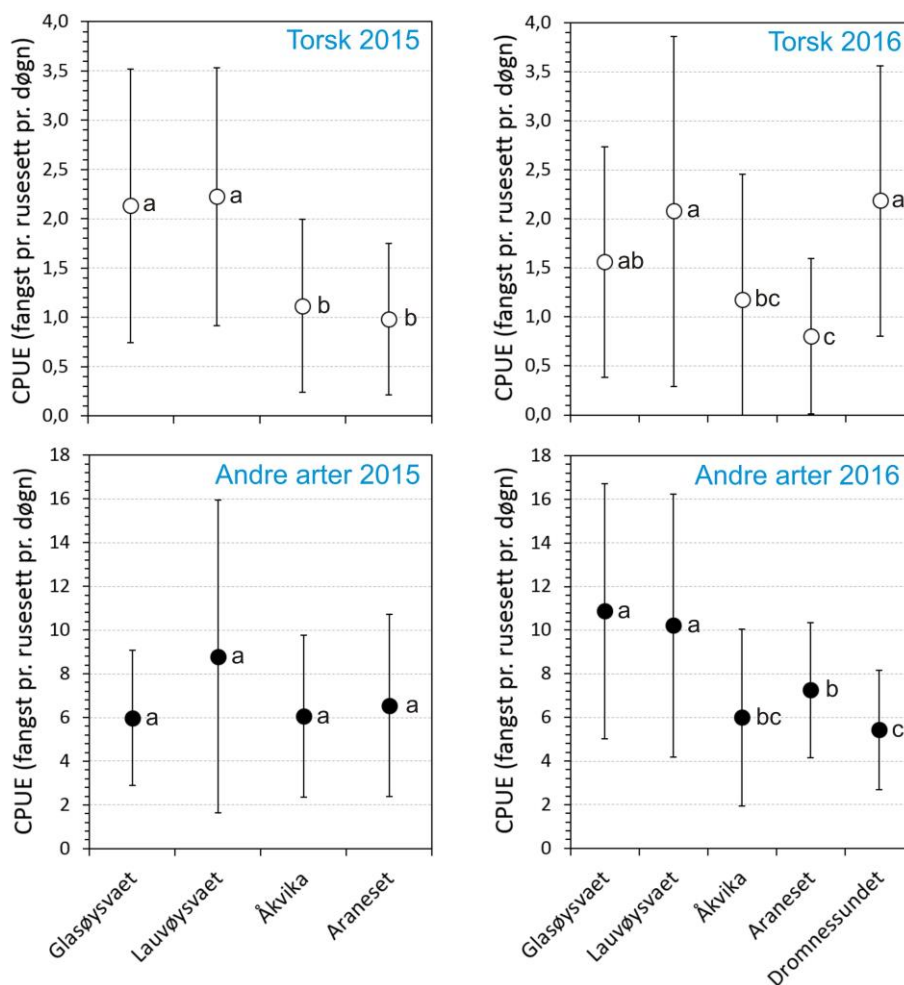 Torsk 2015
CPUE (fangst pr. rusesett pr. døgn)
4,0
3,5
3,0
2,5
2,0
1,5
1,0
0,5
0,0
a
a
b
b
Torsk 2016
CPUE (fangst pr. rusesett pr. døgn)
4,0
3,5
3,0
2,5
2,0
1,5
1,0
0,5
0,0
ab
a
bc
c
a
Andre arter 2015
CPUE (fangst pr. rusesett pr. døgn)
18
16
14
12
10
8
6
4
2
0
a
a
a
a
Glasøysvaet
Lauvøysvaet
Åkvika
Araneset
Andre arter 2016
CPUE (fangst pr. rusesett pr. døgn)
18
16
14
12
10
8
6
4
2
0
a
a
bc
b
c
Glasøysvaet
Lauvøysvaet
Åkvika
Araneset
Dromnessundet